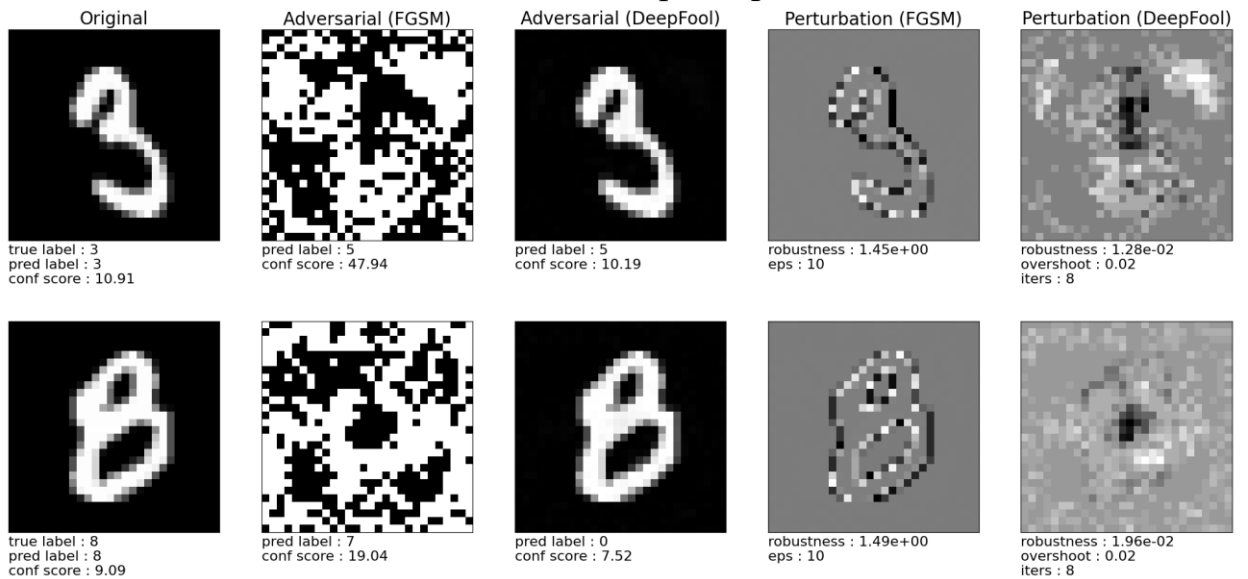 Original
Adversarial (FGSM)
Adversarial (DeepFool)
Perturbation (FGSM)
Perturbation (DeepFool)
true label : 3
pred label : 3
conf score : 10.91
pred label : 5
conf score : 47.94
pred label : 5
conf score : 10.19
robustness : 1.45e+00
eps : 10
robustness : 1.28e-02
overshoot : 0.02
iters : 8
true label : 8
pred label : 8
conf score : 9.09
pred label : 7
conf score : 19.04
pred label : 0
conf score : 7.52
robustness : 1.49e+00
eps : 10
robustness : 1.96e-02
overshoot : 0.02
iters : 8